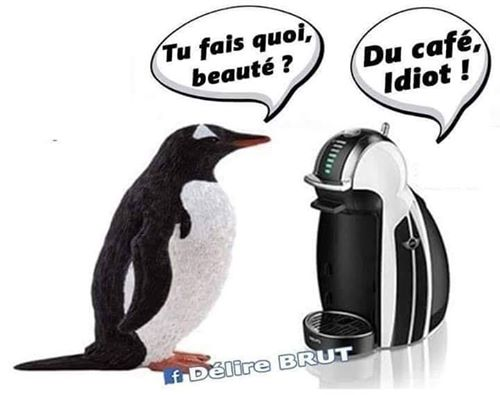 Tu fais quoi,
beauté ?
Du café,
Idiot !
f Délire BRUT